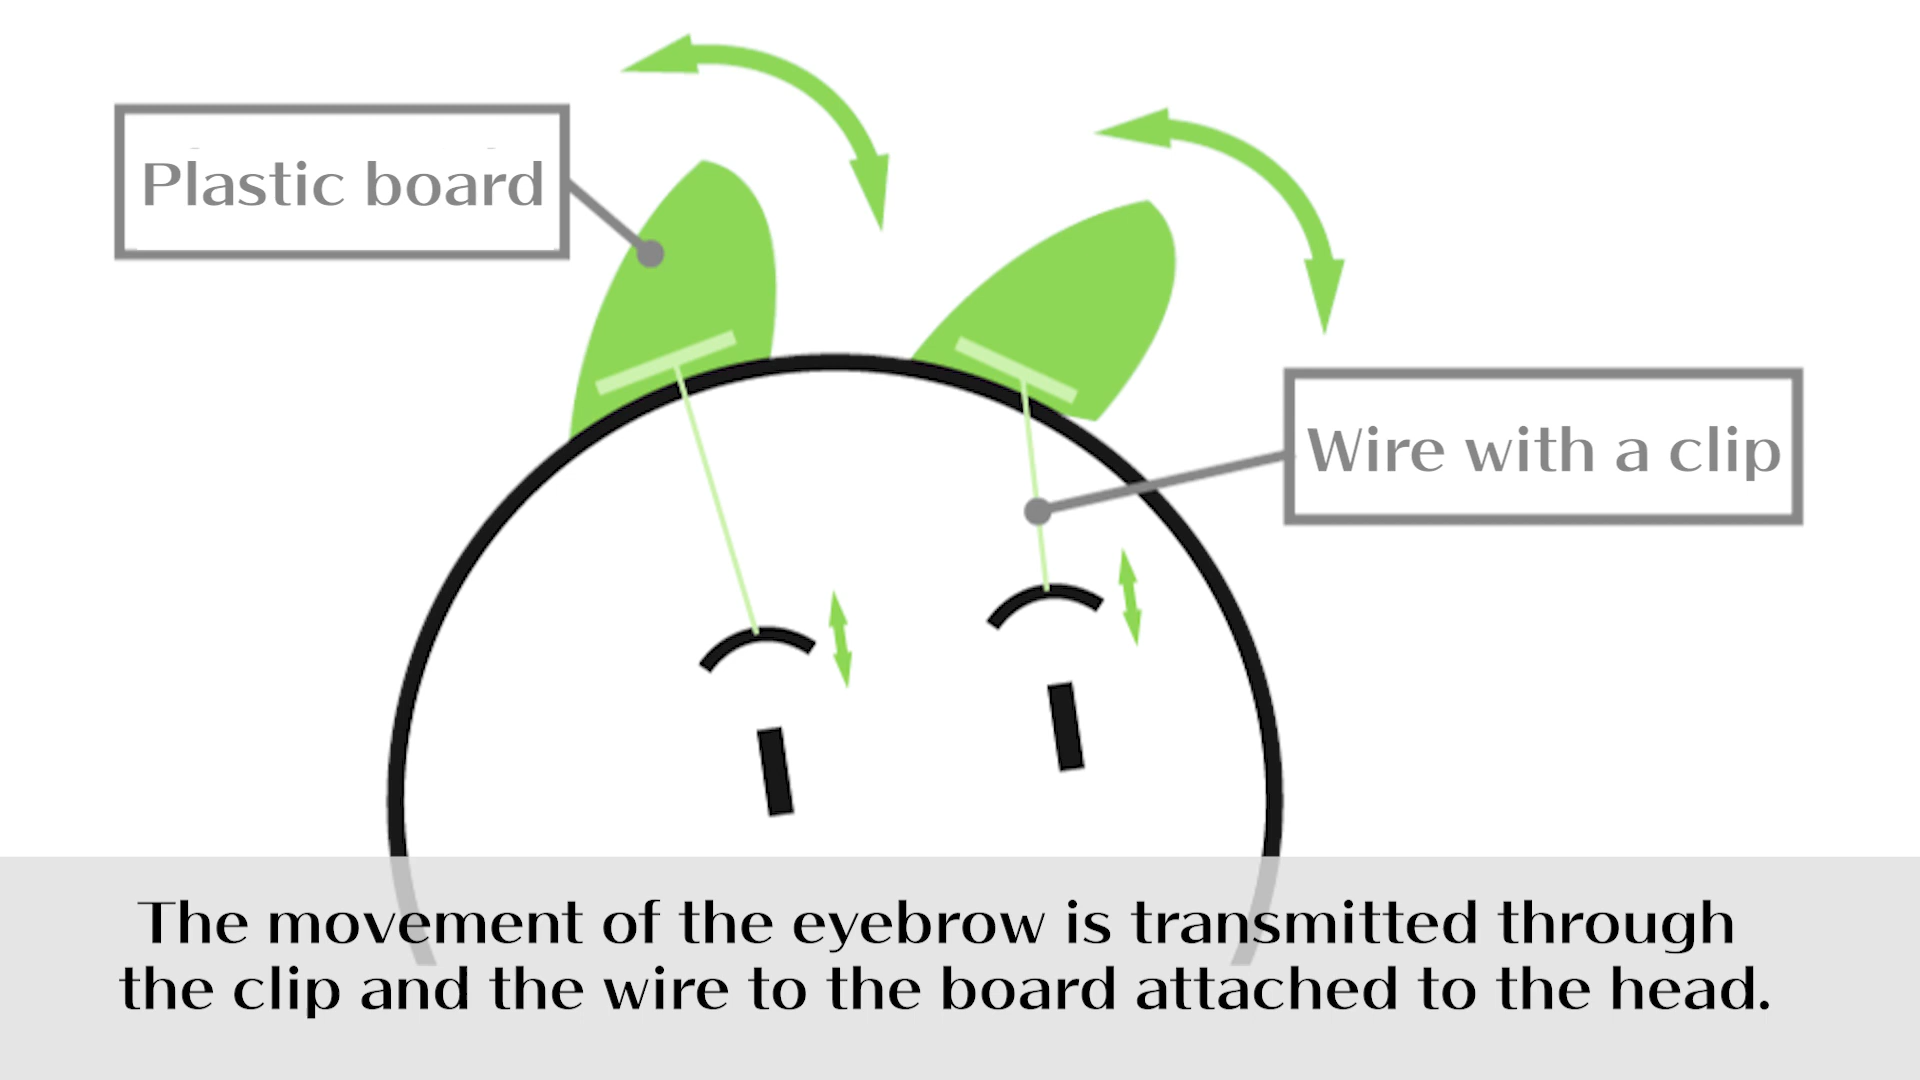 Plastic board
Wire with a clip
The movement of the eyebrow is transmitted through
the clip and the wire to the board attached to the head.